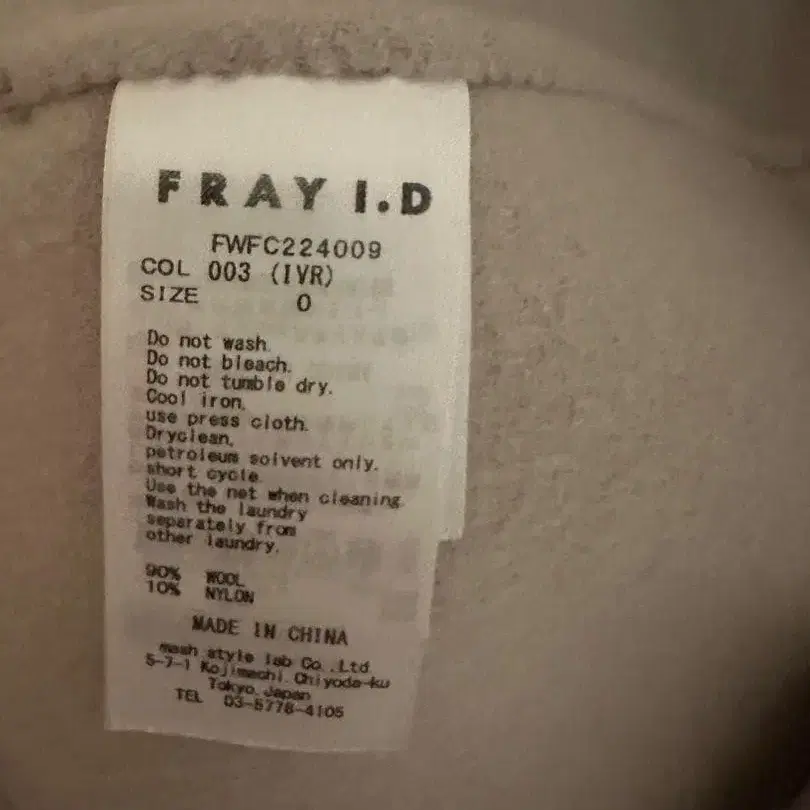 FRAY I.D
FWFC224009
COL 003 (IVR)
SIZE 0
Do not wash.
Do not bleach.
Do not tumble dry.
Cool iron,
use press cloth.
Dryclean,
petroleum solvent only.
short cycle.
Use the net when cleaning.
Wash the laundry
separately from
other laundry.
90% WOOL
10% NYLON
MADE IN CHINA
mash style lab Co.,Ltd.
5-7-1 Kojimachi,Chiyoda-ku
Tokyo,Japan
TEL 03-5778-4105